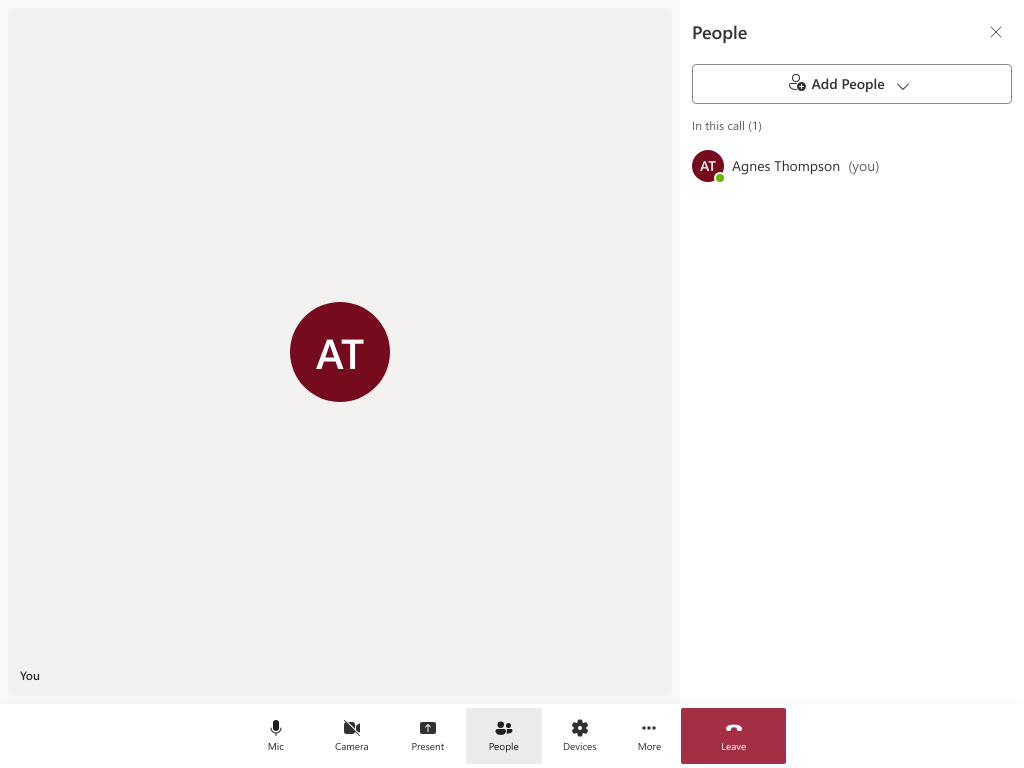 People
Add People
In this call (1)
AT
Agnes Thompson (you)
AT
You
Mic
Camera
Present
People
Devices
More
Leave